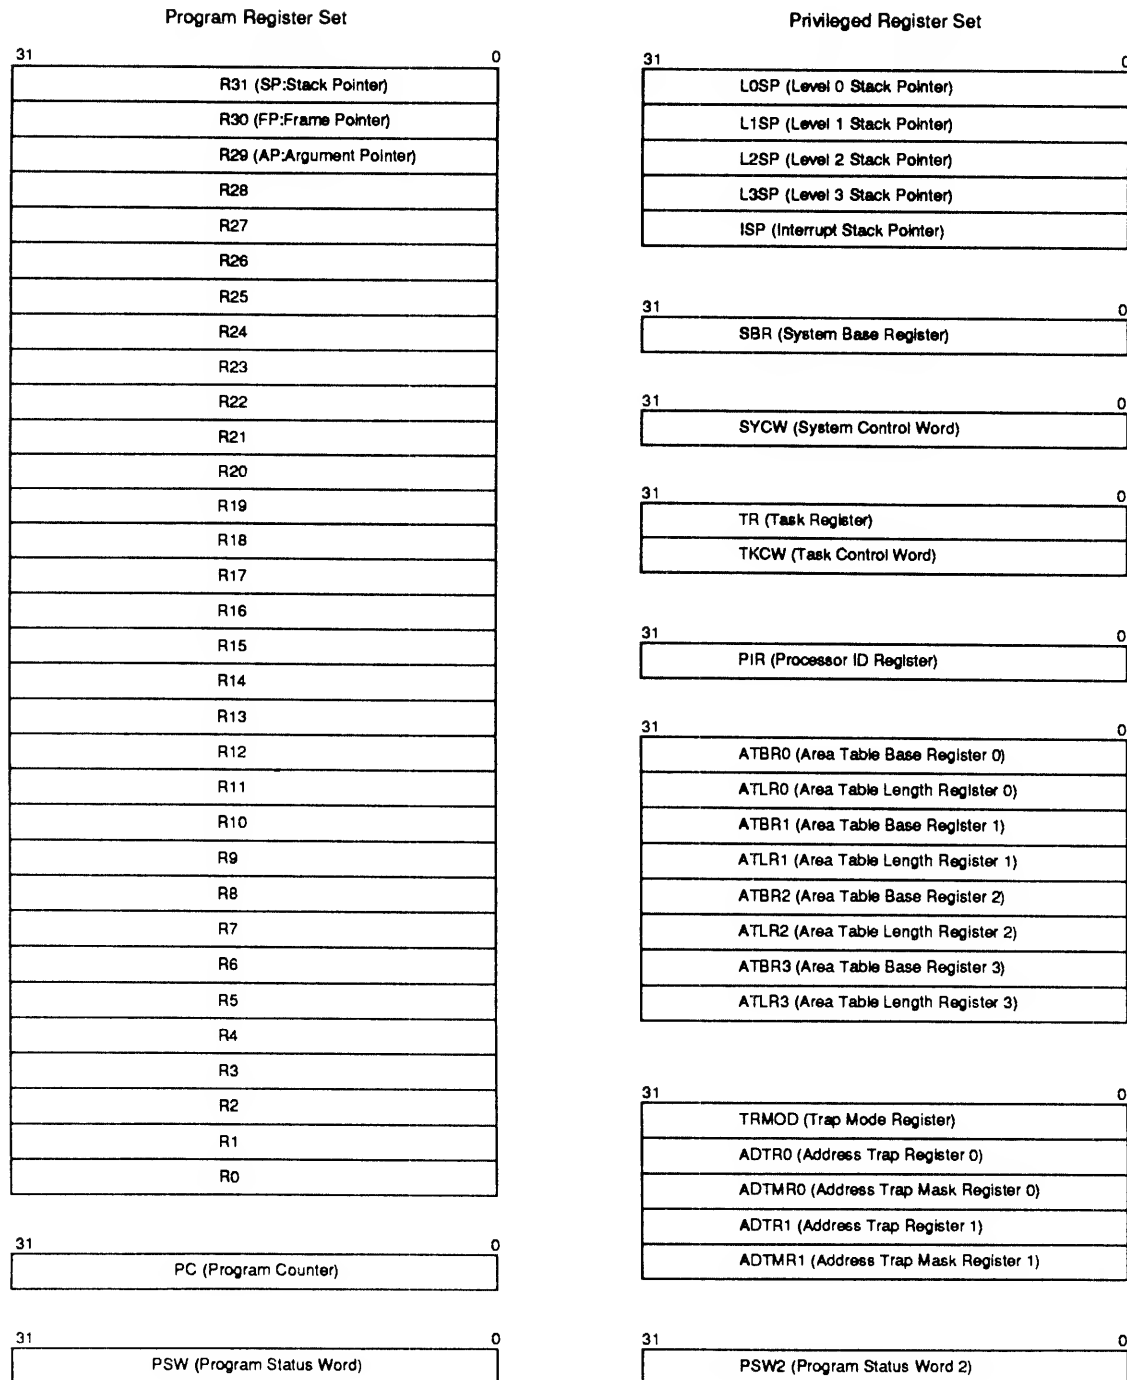 Program Register Set
31 0
R31 (SP:Stack Pointer)
R30 (FP:Frame Pointer)
R29 (AP:Argument Pointer)
R28
R27
R26
R25
R24
R23
R22
R21
R20
R19
R18
R17
R16
R15
R14
R13
R12
R11
R10
R9
R8
R7
R6
R5
R4
R3
R2
R1
R0
31 0
PC (Program Counter)
31 0
PSW (Program Status Word)
Privileged Register Set
31 0
L0SP (Level 0 Stack Pointer)
L1SP (Level 1 Stack Pointer)
L2SP (Level 2 Stack Pointer)
L3SP (Level 3 Stack Pointer)
ISP (Interrupt Stack Pointer)
31 0
SBR (System Base Register)
31 0
SYCW (System Control Word)
31 0
TR (Task Register)
TKCW (Task Control Word)
31 0
PIR (Processor ID Register)
31 0
ATBR0 (Area Table Base Register 0)
ATLR0 (Area Table Length Register 0)
ATBR1 (Area Table Base Register 1)
ATLR1 (Area Table Length Register 1)
ATBR2 (Area Table Base Register 2)
ATLR2 (Area Table Length Register 2)
ATBR3 (Area Table Base Register 3)
ATLR3 (Area Table Length Register 3)
31 0
TRMOD (Trap Mode Register)
ADTR0 (Address Trap Register 0)
ADTMR0 (Address Trap Mask Register 0)
ADTR1 (Address Trap Register 1)
ADTMR1 (Address Trap Mask Register 1)
31 0
PSW2 (Program Status Word 2)